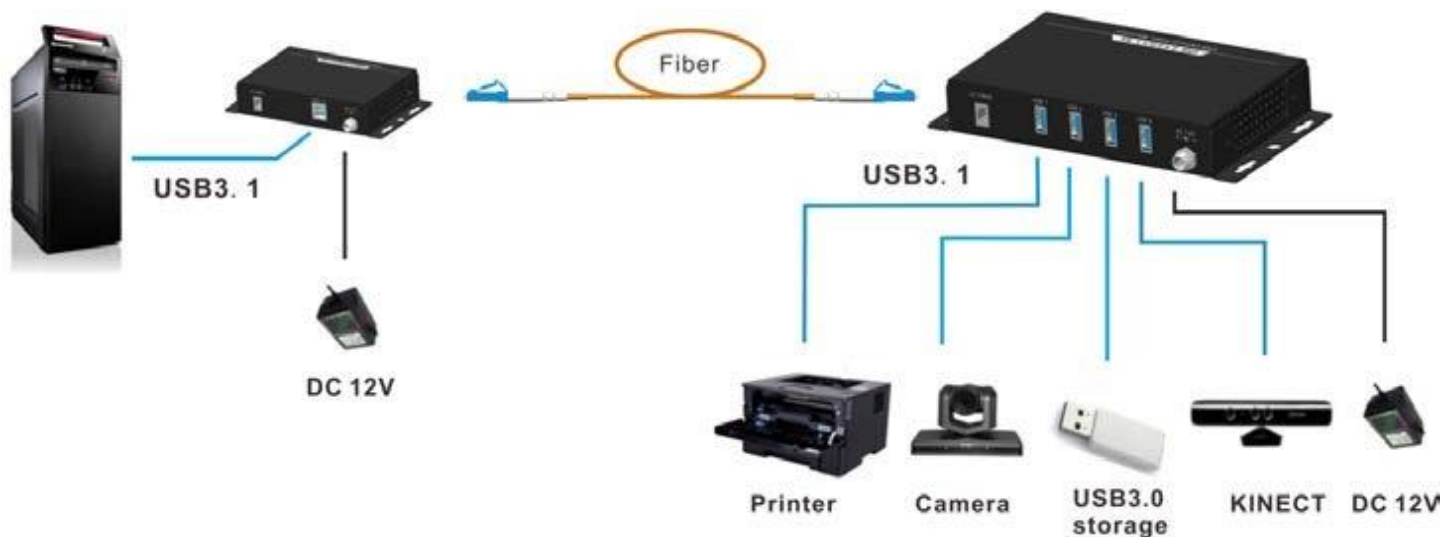 Fiber
USB3. 1
USB3. 1
DC 12V
Printer
Camera
USB3.0
storage
KINECT
DC 12V